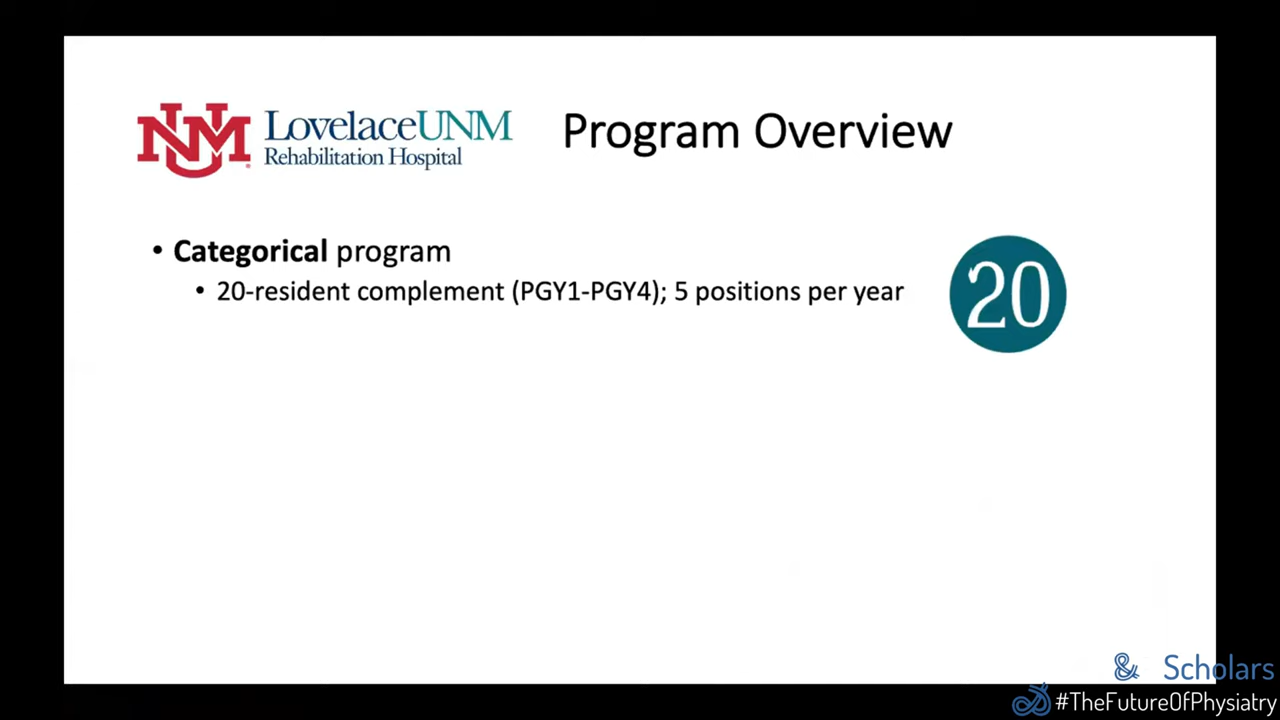 UNM LovelaceUNM Program Overview
Rehabilitation Hospital
• Categorical program
• 20-resident complement (PGY1-PGY4); 5 positions per year
20
& Scholars
#TheFutureOfPhysiatry